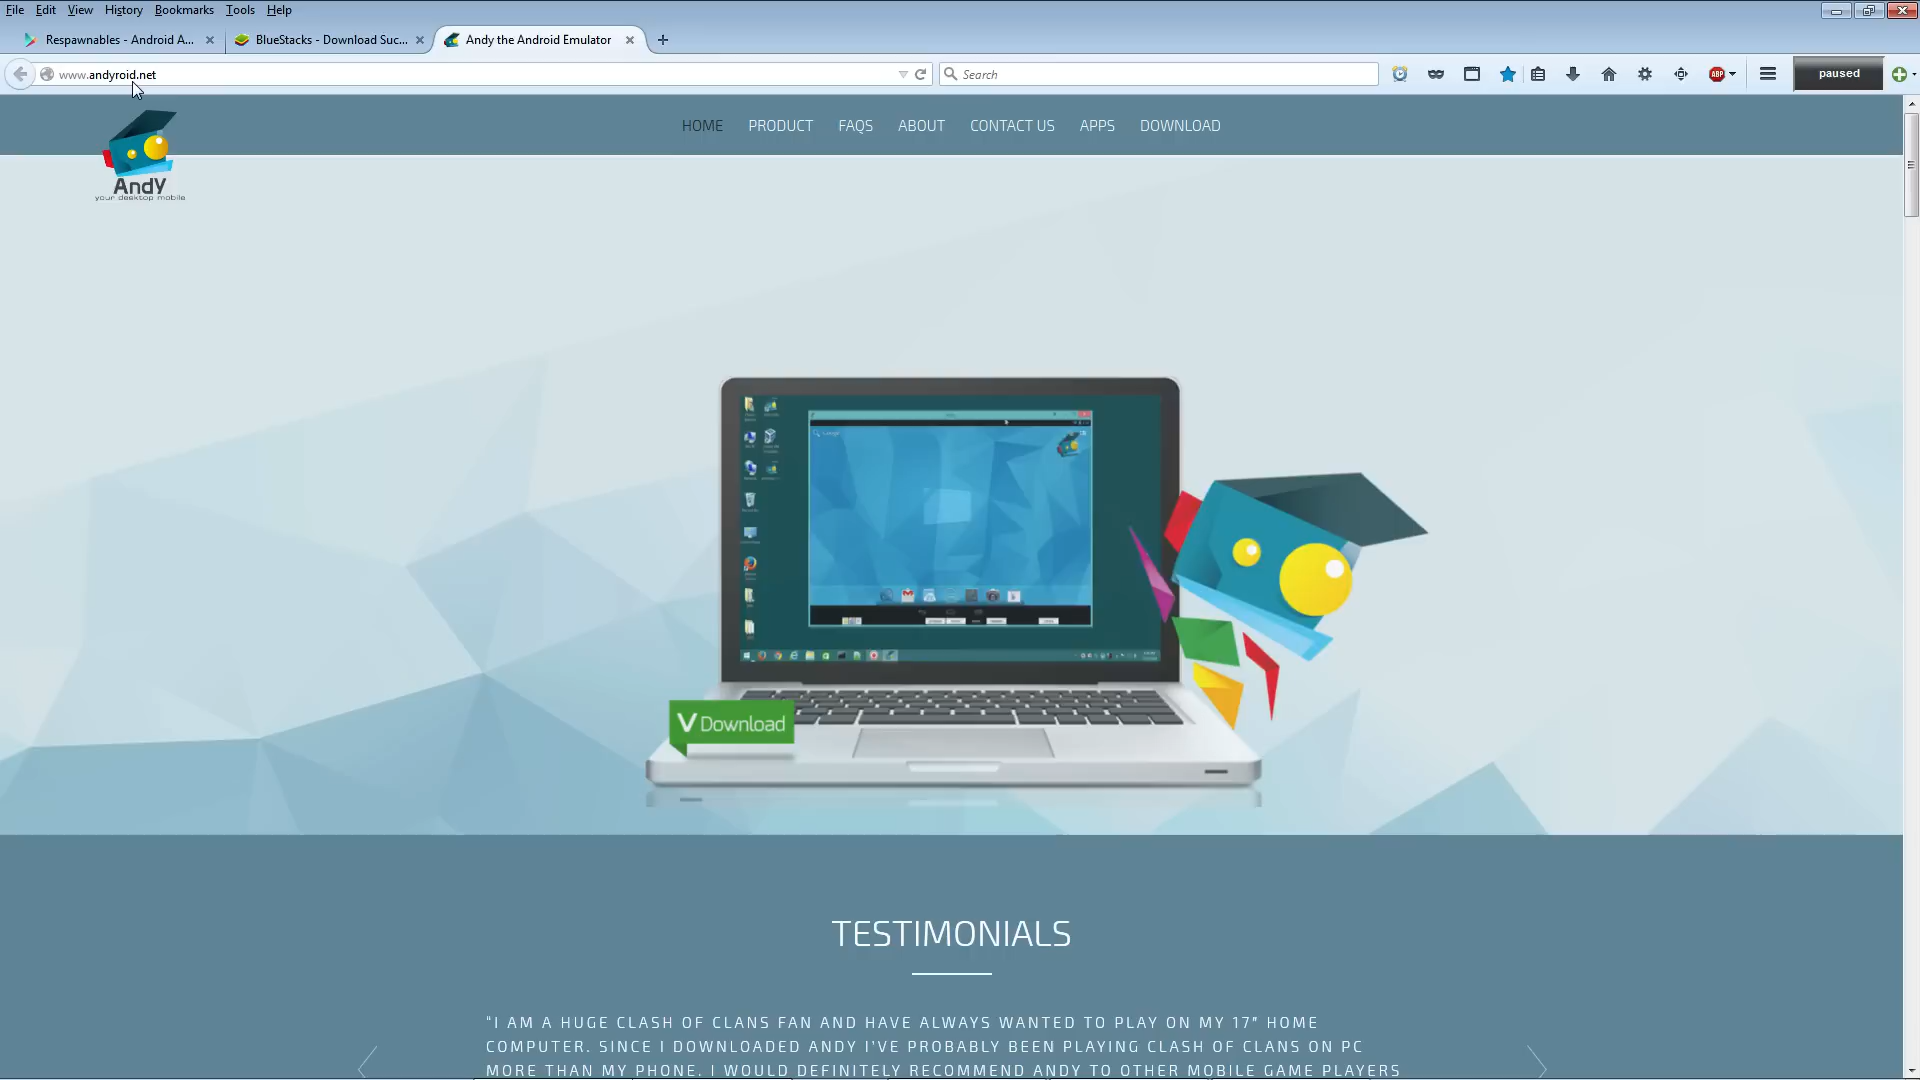 File Edit View History Bookmarks Tools Help
Respawnables - Android A... BlueStacks - Download Suc... Andy the Android Emulator
www.andyroid.net Search ABP paused
HOME PRODUCT FAQS ABOUT CONTACT US APPS DOWNLOAD
AndY
your desktop mobile
V Download
TESTIMONIALS
"I AM A HUGE CLASH OF CLANS FAN AND HAVE ALWAYS WANTED TO PLAY ON MY 17" HOME
COMPUTER. SINCE I DOWNLOADED ANDY I'VE PROBABLY BEEN PLAYING CLASH OF CLANS ON PC
MORE THAN MY PHONE. I WOULD DEFINITELY RECOMMEND ANDY TO OTHER MOBILE GAME PLAYERS